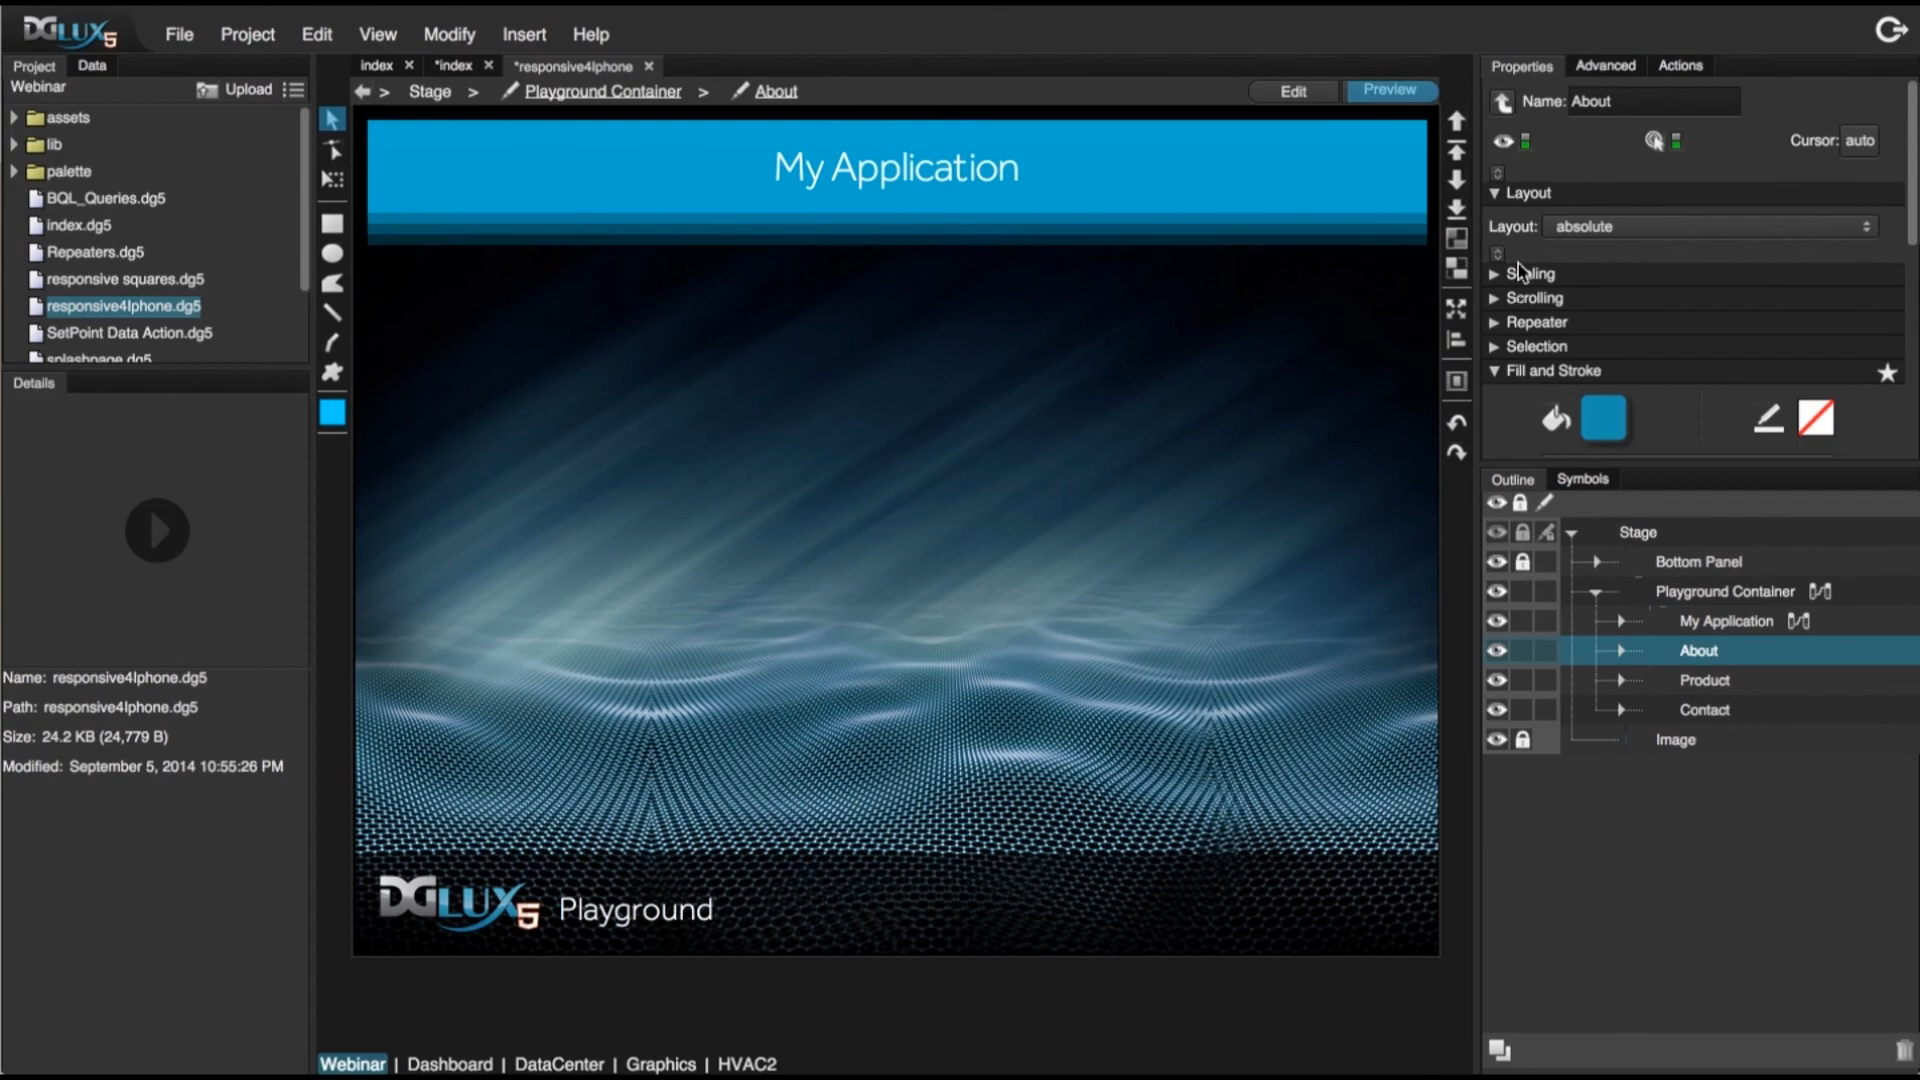 DGLUX5 File Project Edit View Modify Insert Help
Project Data
Webinar Upload
assets
lib
palette
BQL_Queries.dg5
index.dg5
Repeaters.dg5
responsive squares.dg5
responsive4Iphone.dg5
SetPoint Data Action.dg5
splashpage.dg5
Details
Name: responsive4Iphone.dg5
Path: responsive4Iphone.dg5
Size: 24.2 KB (24,779 B)
Modified: September 5, 2014 10:55:26 PM
index × *index × *responsive4Iphone ×
> Stage > Playground Container > About
Edit Preview
My Application
DGLUX5 Playground
Webinar | Dashboard | DataCenter | Graphics | HVAC2
Properties Advanced Actions
Name: About
Cursor: auto
Layout
Layout: absolute
Scaling
Scrolling
Repeater
Selection
Fill and Stroke
Outline Symbols
Stage
Bottom Panel
Playground Container
My Application
About
Product
Contact
Image